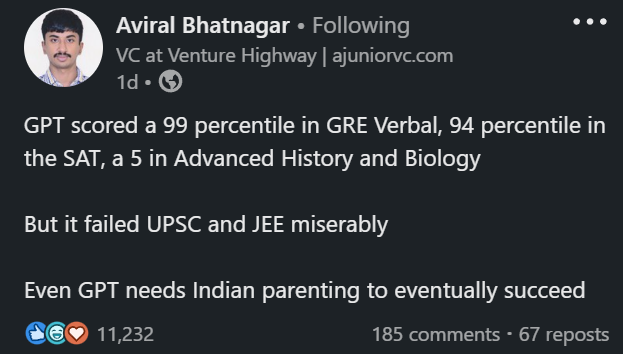 Aviral Bhatnagar • Following
VC at Venture Highway | ajuniorvc.com
1d •
GPT scored a 99 percentile in GRE Verbal, 94 percentile in
the SAT, a 5 in Advanced History and Biology
But it failed UPSC and JEE miserably
Even GPT needs Indian parenting to eventually succeed
11,232
185 comments • 67 reposts